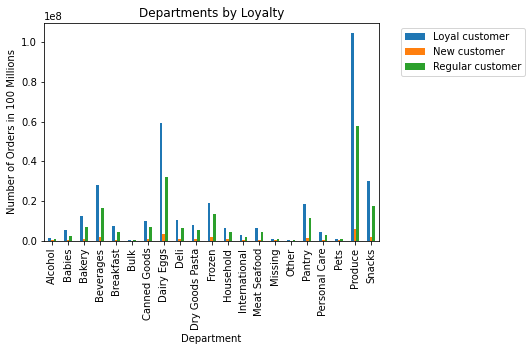 Departments by Loyalty
1e8
Loyal customer
New customer
Regular customer
Number of Orders in 100 Millions
1.0
0.8
0.6
0.4
0.2
0.0
Alcohol
Babies
Bakery
Beverages
Breakfast
Bulk
Canned Goods
Dairy Eggs
Deli
Dry Goods Pasta
Frozen
Household
International
Meat Seafood
Missing
Other
Pantry
Personal Care
Pets
Produce
Snacks
Department